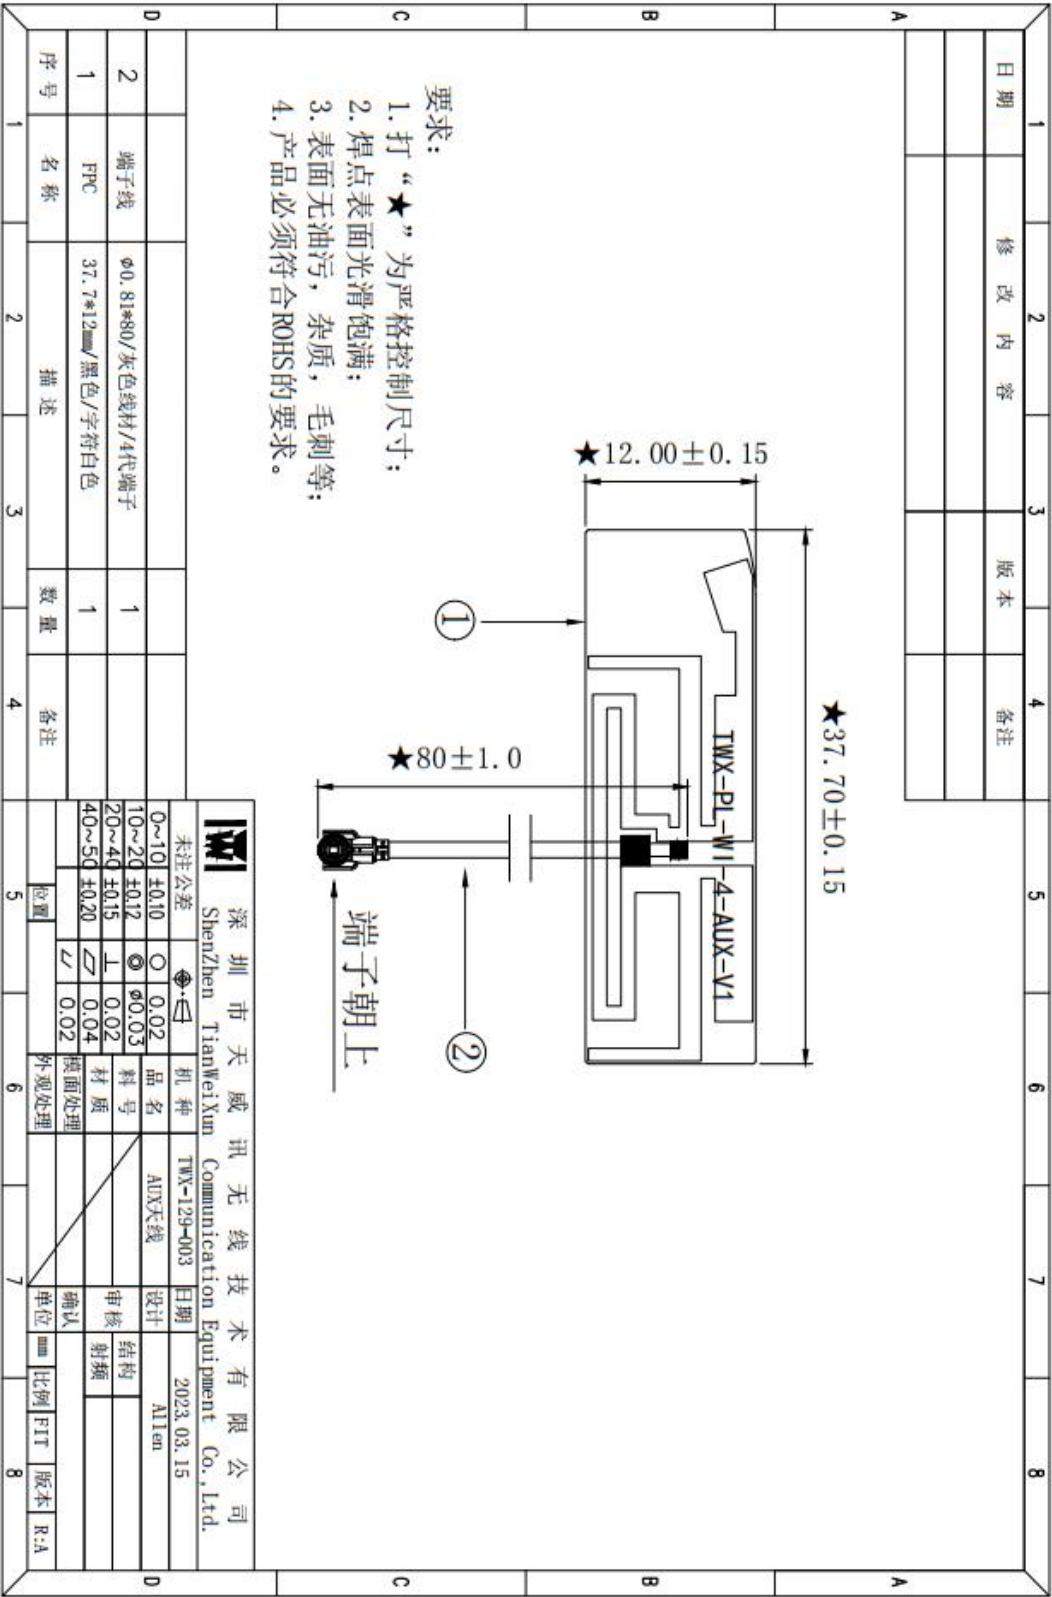 1 2 3 4 5 6 7 8
A
B
C
D
日期 修改内容 版本 备注
★37.70±0.15
★12.00±0.15
TWX-PL-WI-4-AUX-V1
①
★80±1.0
②
端子朝上
要求:
1.打“★”为严格控制尺寸;
2.焊点表面光滑饱满;
3.表面无油污, 杂质, 毛刺等;
4.产品必须符合ROHS的要求。
2 端子线 Φ0.81*80/灰色线材/4代端子 1
1 FPC 37.7*12mm/黑色/字符白色 1
序号 名称 描述 数量 备注
深圳市天威讯无线技术有限公司
ShenZhen TianWeiXun Communication Equipment Co.,Ltd.
未注公差 机种 TWX-129-003 日期 2023.03.15
0~10 ±0.10 ○ 0.02 品名 AUX天线 设计 Allen
10~20 ±0.12 ◎ Φ0.03 料号 审核 结构
20~40 ±0.15 ⊥ 0.02 材质 射频
40~50 ±0.20 ▱ 0.04 模面处理 确认
// 0.02
位置 外观处理 单位 mm 比例 FIT 版本 R:A
1 2 3 4 5 6 7 8
A
B
C
D